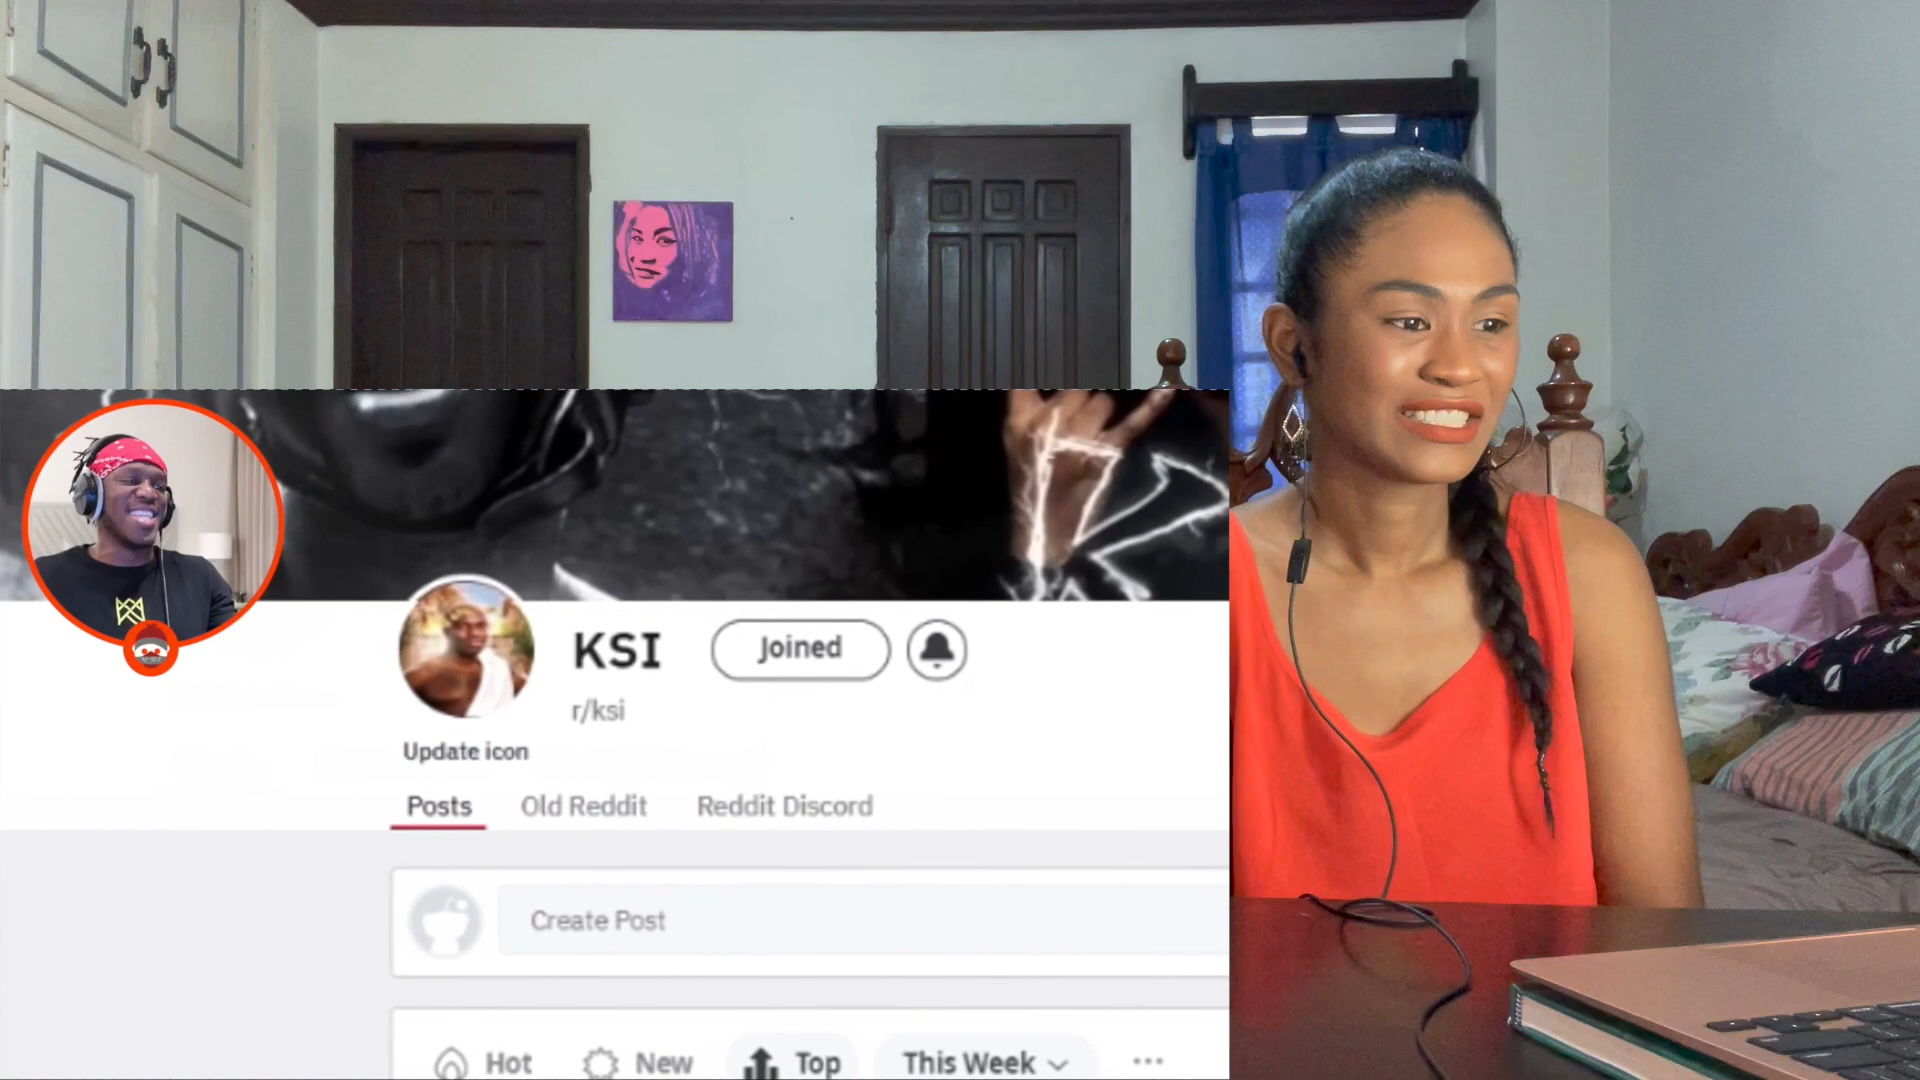 KSI
Joined
r/ksi
Update icon
Posts
Old Reddit
Reddit Discord
Create Post
Hot
New
Top
This Week